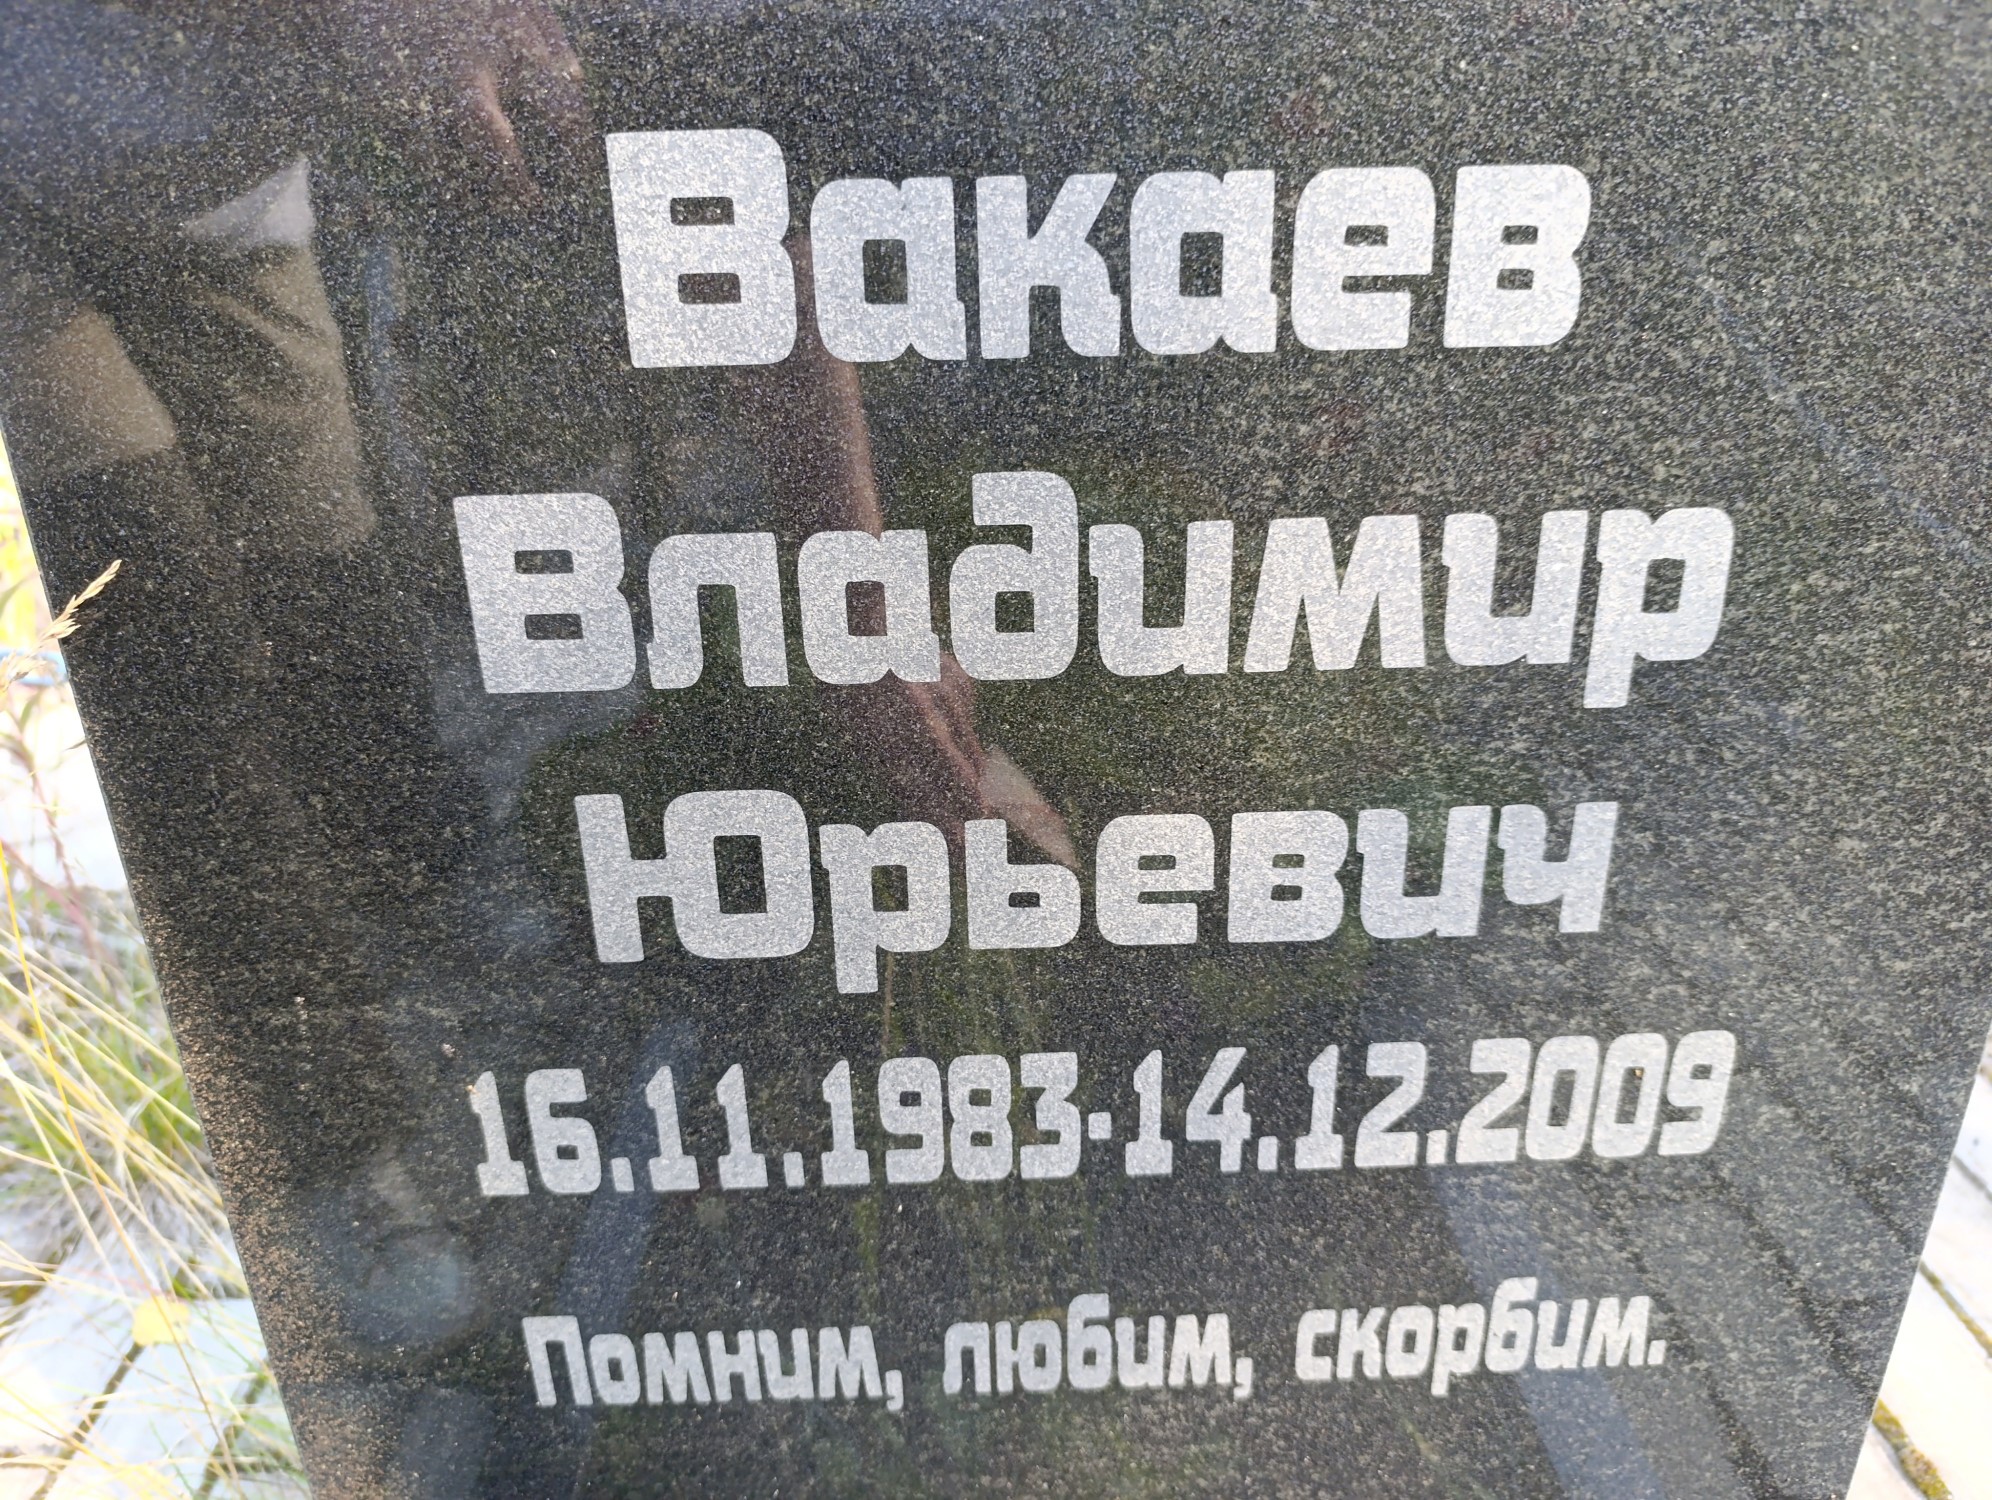 Вакаев
Владимир
Юрьевич
16.11.1983-14.12.2009
Помним, любим, скорбим.